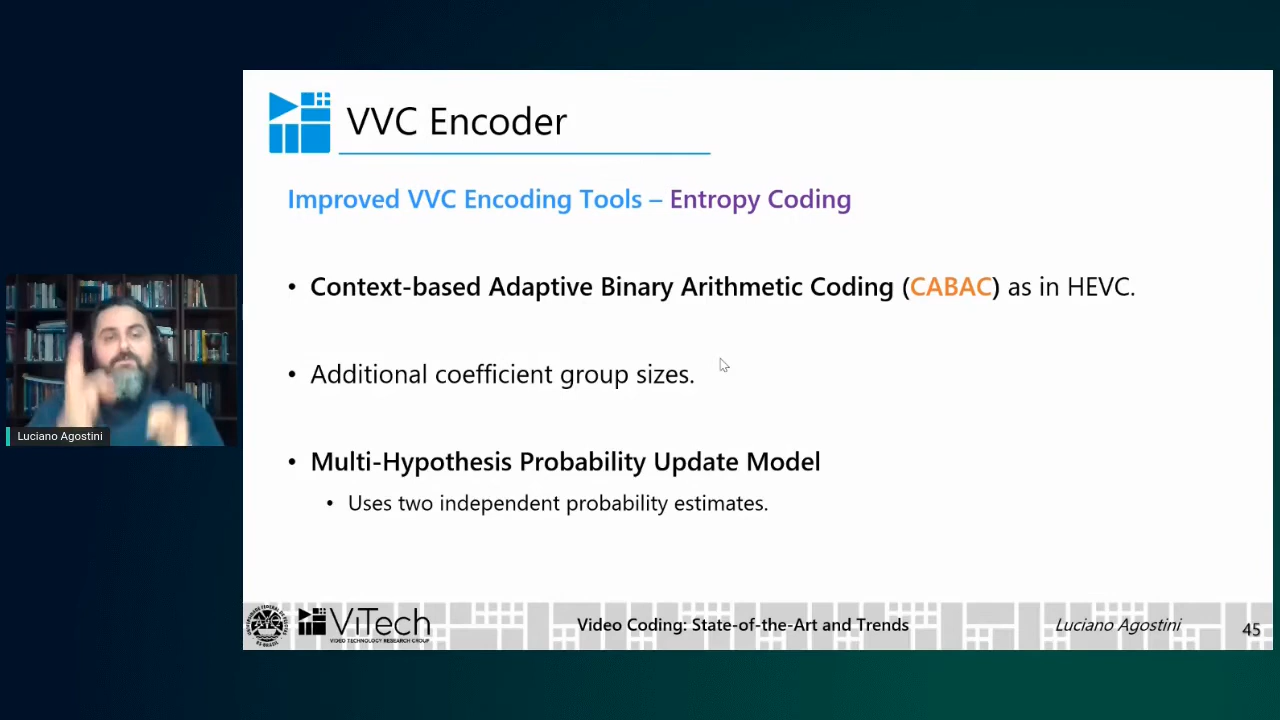 VVC Encoder
Improved VVC Encoding Tools – Entropy Coding
• Context-based Adaptive Binary Arithmetic Coding (CABAC) as in HEVC.
• Additional coefficient group sizes.
• Multi-Hypothesis Probability Update Model
• Uses two independent probability estimates.
Luciano Agostini
ViTech
VIDEO TECHNOLOGY RESEARCH GROUP
Video Coding: State-of-the-Art and Trends
Luciano Agostini
45